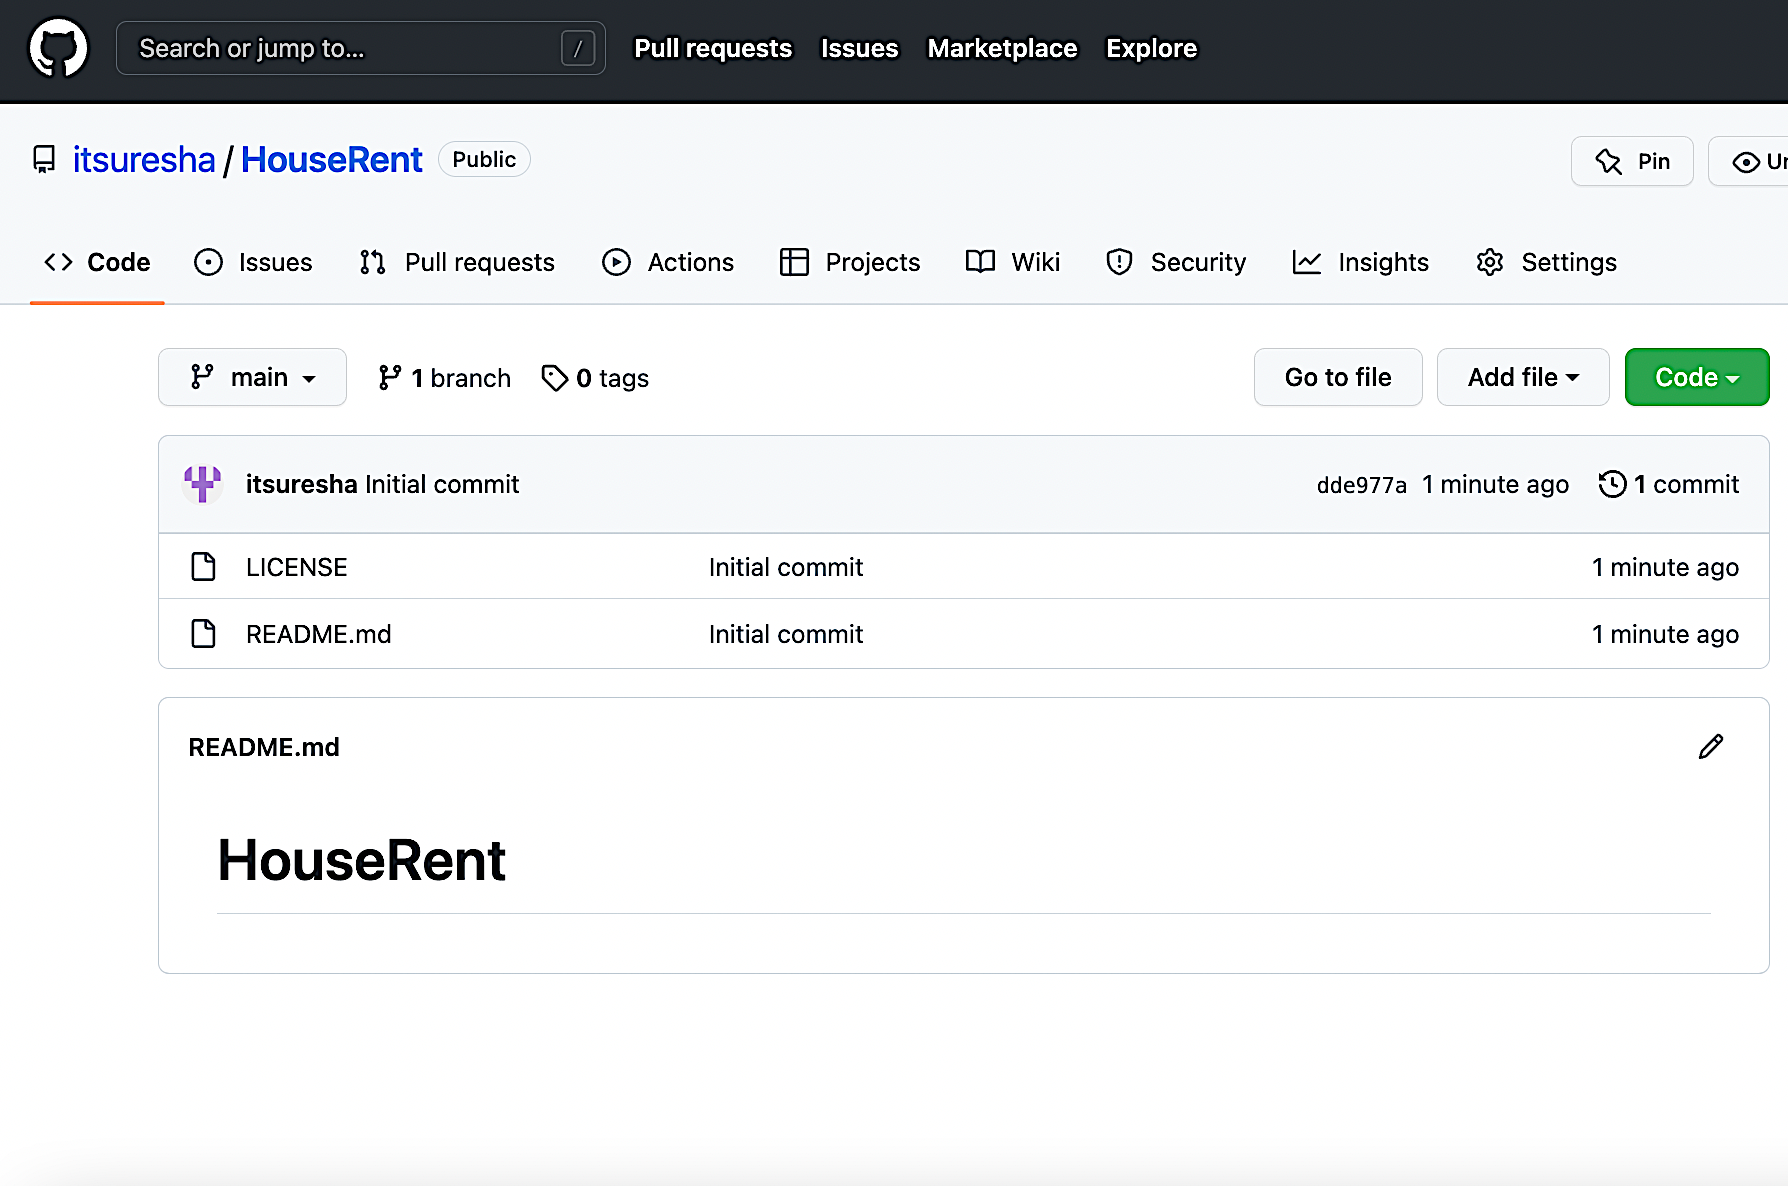 Search or jump to... / Pull requests Issues Marketplace Explore
itsuresha / HouseRent Public Pin
Code Issues Pull requests Actions Projects Wiki Security Insights Settings
main 1 branch 0 tags Go to file Add file Code
itsuresha Initial commit dde977a 1 minute ago 1 commit
LICENSE Initial commit 1 minute ago
README.md Initial commit 1 minute ago
README.md
HouseRent